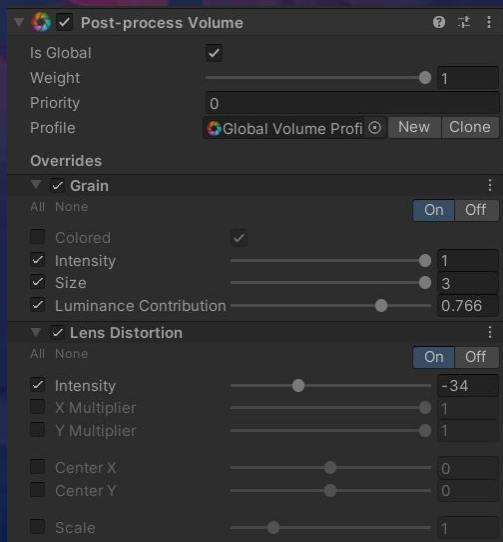 Post-process Volume
Is Global
Weight 1
Priority 0
Profile Global Volume Profi New Clone
Overrides
Grain
All None On Off
Colored
Intensity 1
Size 3
Luminance Contribution 0.766
Lens Distortion
All None On Off
Intensity -34
X Multiplier 1
Y Multiplier 1
Center X 0
Center Y 0
Scale 1